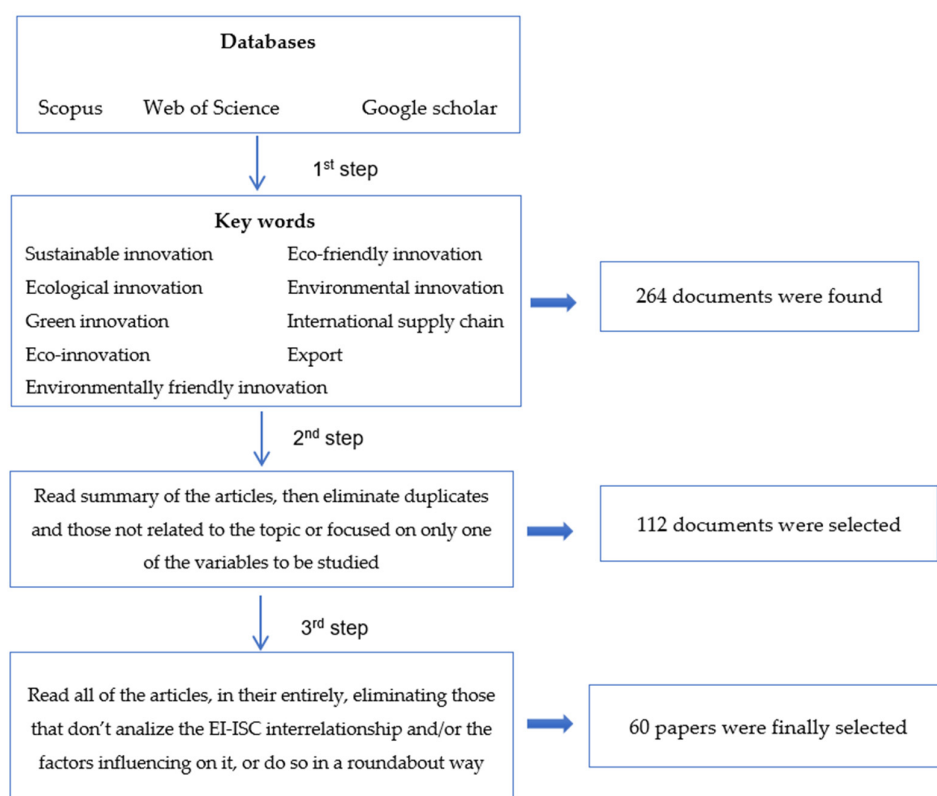 Databases
Scopus Web of Science Google scholar
1st step
Key words
Sustainable innovation Eco-friendly innovation
Ecological innovation Environmental innovation
Green innovation International supply chain
Eco-innovation Export
Environmentally friendly innovation
264 documents were found
2nd step
Read summary of the articles, then eliminate duplicates
and those not related to the topic or focused on only one
of the variables to be studied
112 documents were selected
3rd step
Read all of the articles, in their entirely, eliminating those
that don't analize the EI-ISC interrelationship and/or the
factors influencing on it, or do so in a roundabout way
60 papers were finally selected